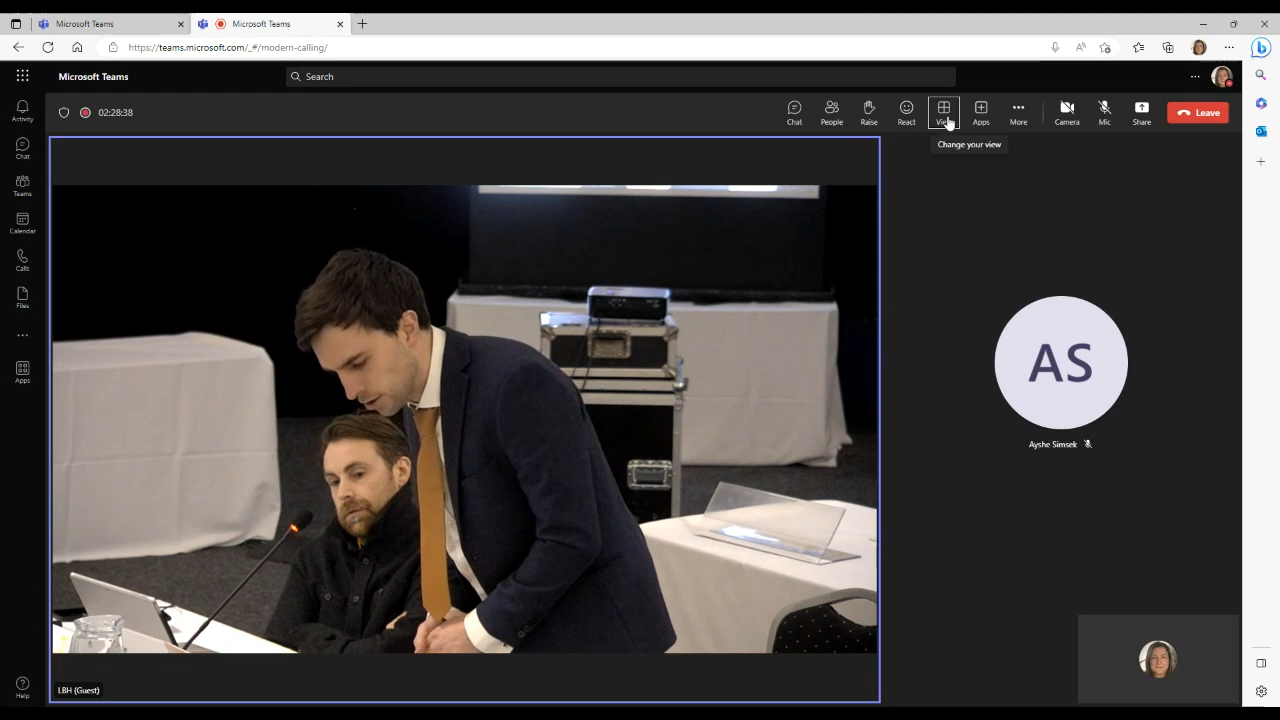 Microsoft Teams
Microsoft Teams
https://teams.microsoft.com/_#/modern-calling/
Microsoft Teams
Search
02:28:38
Chat
People
Raise
React
View
Apps
More
Camera
Mic
Share
Leave
Change your view
Activity
Chat
Teams
Calendar
Calls
Files
Apps
Help
AS
Ayshe Simsek
LBH (Guest)